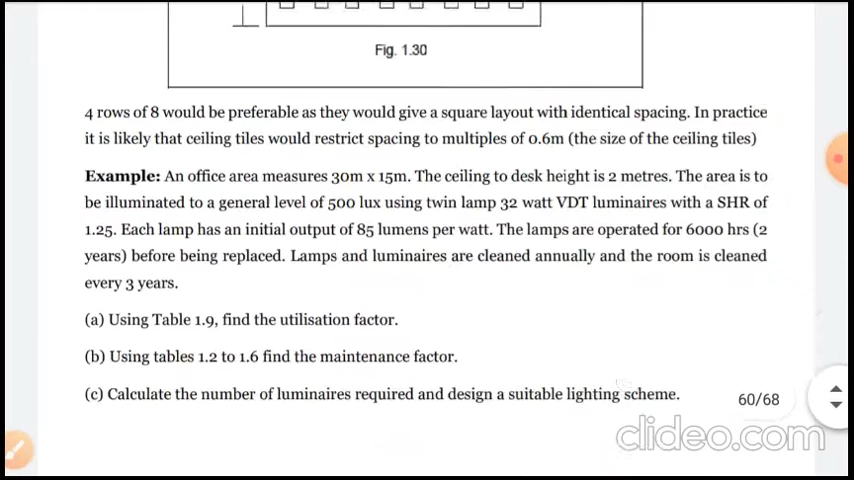 Fig. 1.30
4 rows of 8 would be preferable as they would give a square layout with identical spacing. In practice
it is likely that ceiling tiles would restrict spacing to multiples of 0.6m (the size of the ceiling tiles)
Example: An office area measures 30m x 15m. The ceiling to desk height is 2 metres. The area is to
be illuminated to a general level of 500 lux using twin lamp 32 watt VDT luminaires with a SHR of
1.25. Each lamp has an initial output of 85 lumens per watt. The lamps are operated for 6000 hrs (2
years) before being replaced. Lamps and luminaires are cleaned annually and the room is cleaned
every 3 years.
(a) Using Table 1.9, find the utilisation factor.
(b) Using tables 1.2 to 1.6 find the maintenance factor.
(c) Calculate the number of luminaires required and design a suitable lighting scheme.
60/68
clideo.com